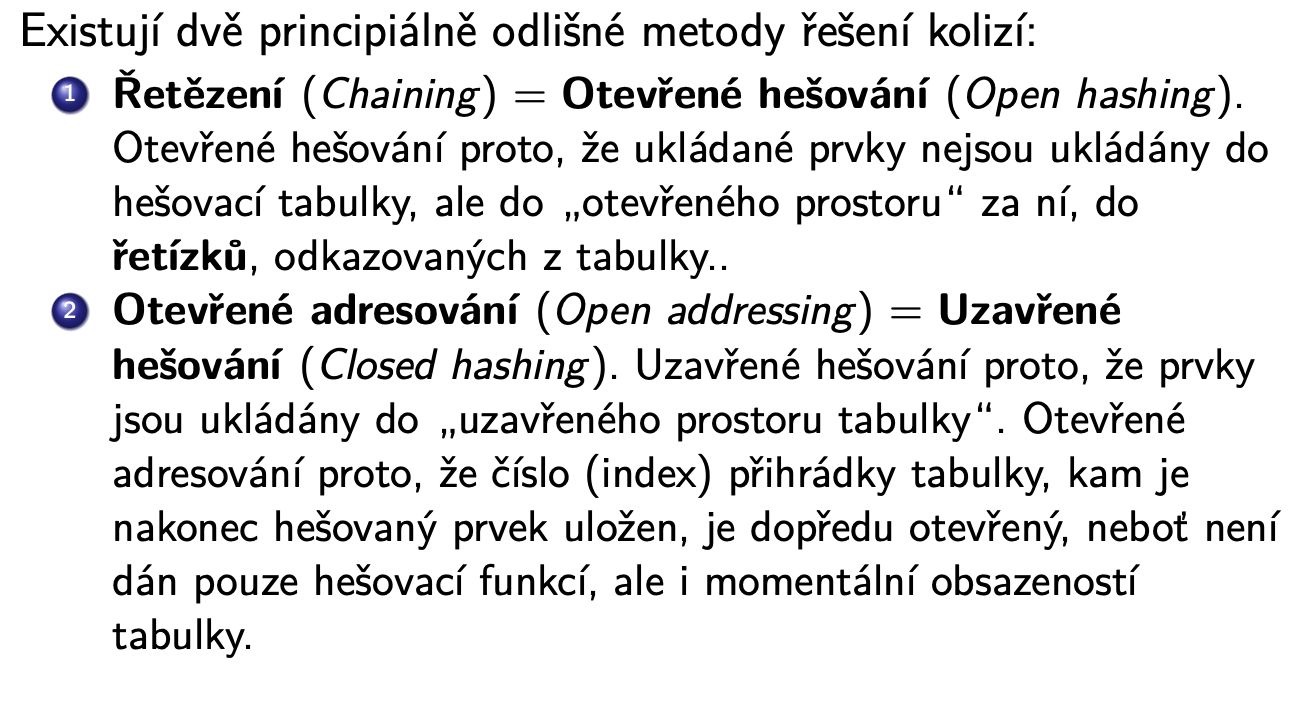 Existují dvě principiálně odlišné metody řešení kolizí:
1 Řetězení (Chaining) = Otevřené hešování (Open hashing).
Otevřené hešování proto, že ukládané prvky nejsou ukládány do
hešovací tabulky, ale do „otevřeného prostoru“ za ní, do
řetízků, odkazovaných z tabulky..
2 Otevřené adresování (Open addressing) = Uzavřené
hešování (Closed hashing). Uzavřené hešování proto, že prvky
jsou ukládány do „uzavřeného prostoru tabulky“. Otevřené
adresování proto, že číslo (index) přihrádky tabulky, kam je
nakonec hešovaný prvek uložen, je dopředu otevřený, neboť není
dán pouze hešovací funkcí, ale i momentální obsazeností
tabulky.